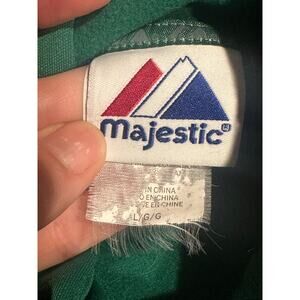 majestic®
IN CHINA
EN CHINA
EN CHINE
L/G/G